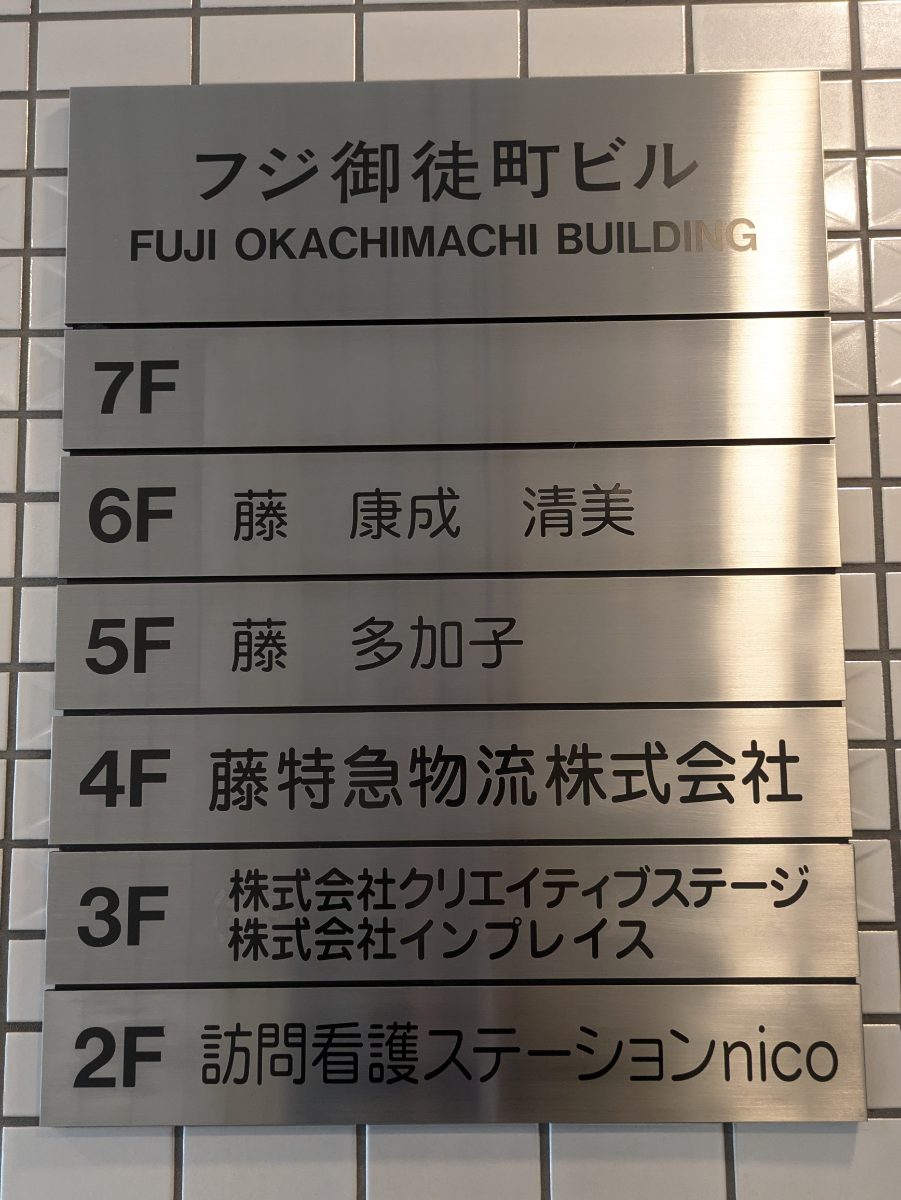 フジ御徒町ビル
FUJI OKACHIMACHI BUILDING
7F
6F 藤 康成 清美
5F 藤 多加子
4F 藤特急物流株式会社
3F 株式会社クリエイティブステージ
株式会社インプレイス
2F 訪問看護ステーションnico